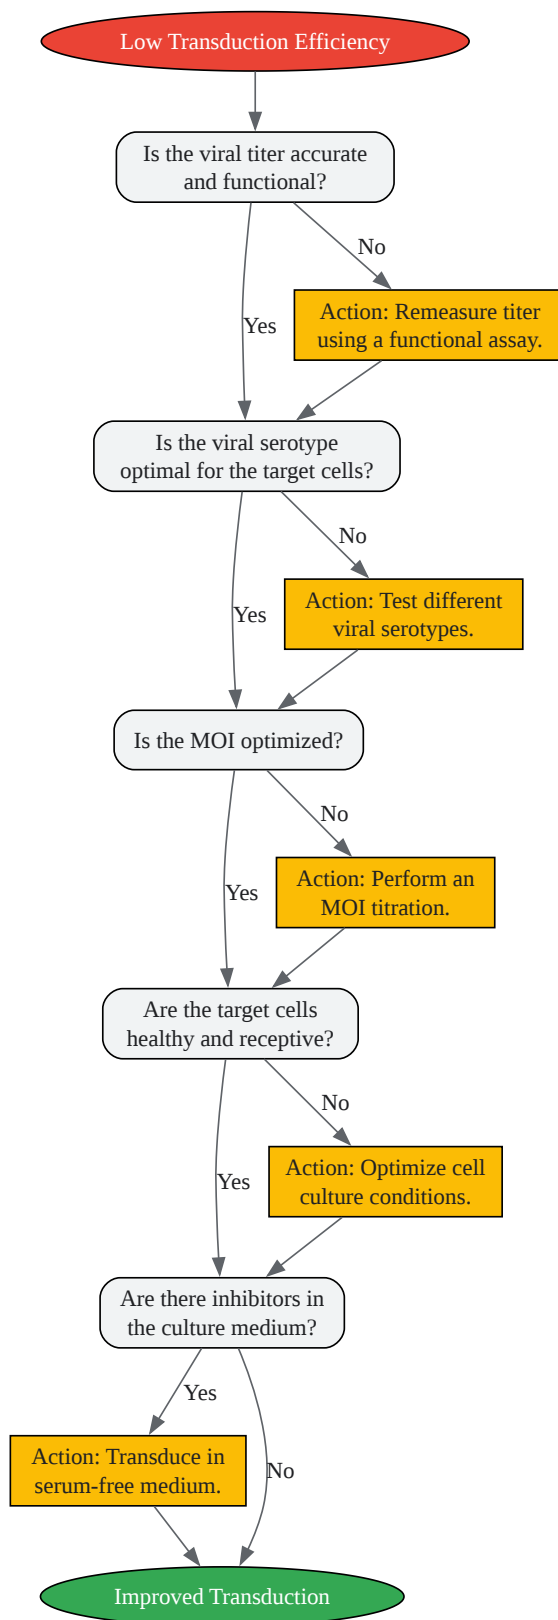 Low Transduction Efficiency
Is the viral titer accurate
and functional?
No
Yes
Action: Remeasure titer
using a functional assay.
Is the viral serotype
optimal for the target cells?
No
Yes
Action: Test different
viral serotypes.
Is the MOI optimized?
No
Yes
Action: Perform an
MOI titration.
Are the target cells
healthy and receptive?
No
Yes
Action: Optimize cell
culture conditions.
Are there inhibitors in
the culture medium?
Yes
No
Action: Transduce in
serum-free medium.
Improved Transduction